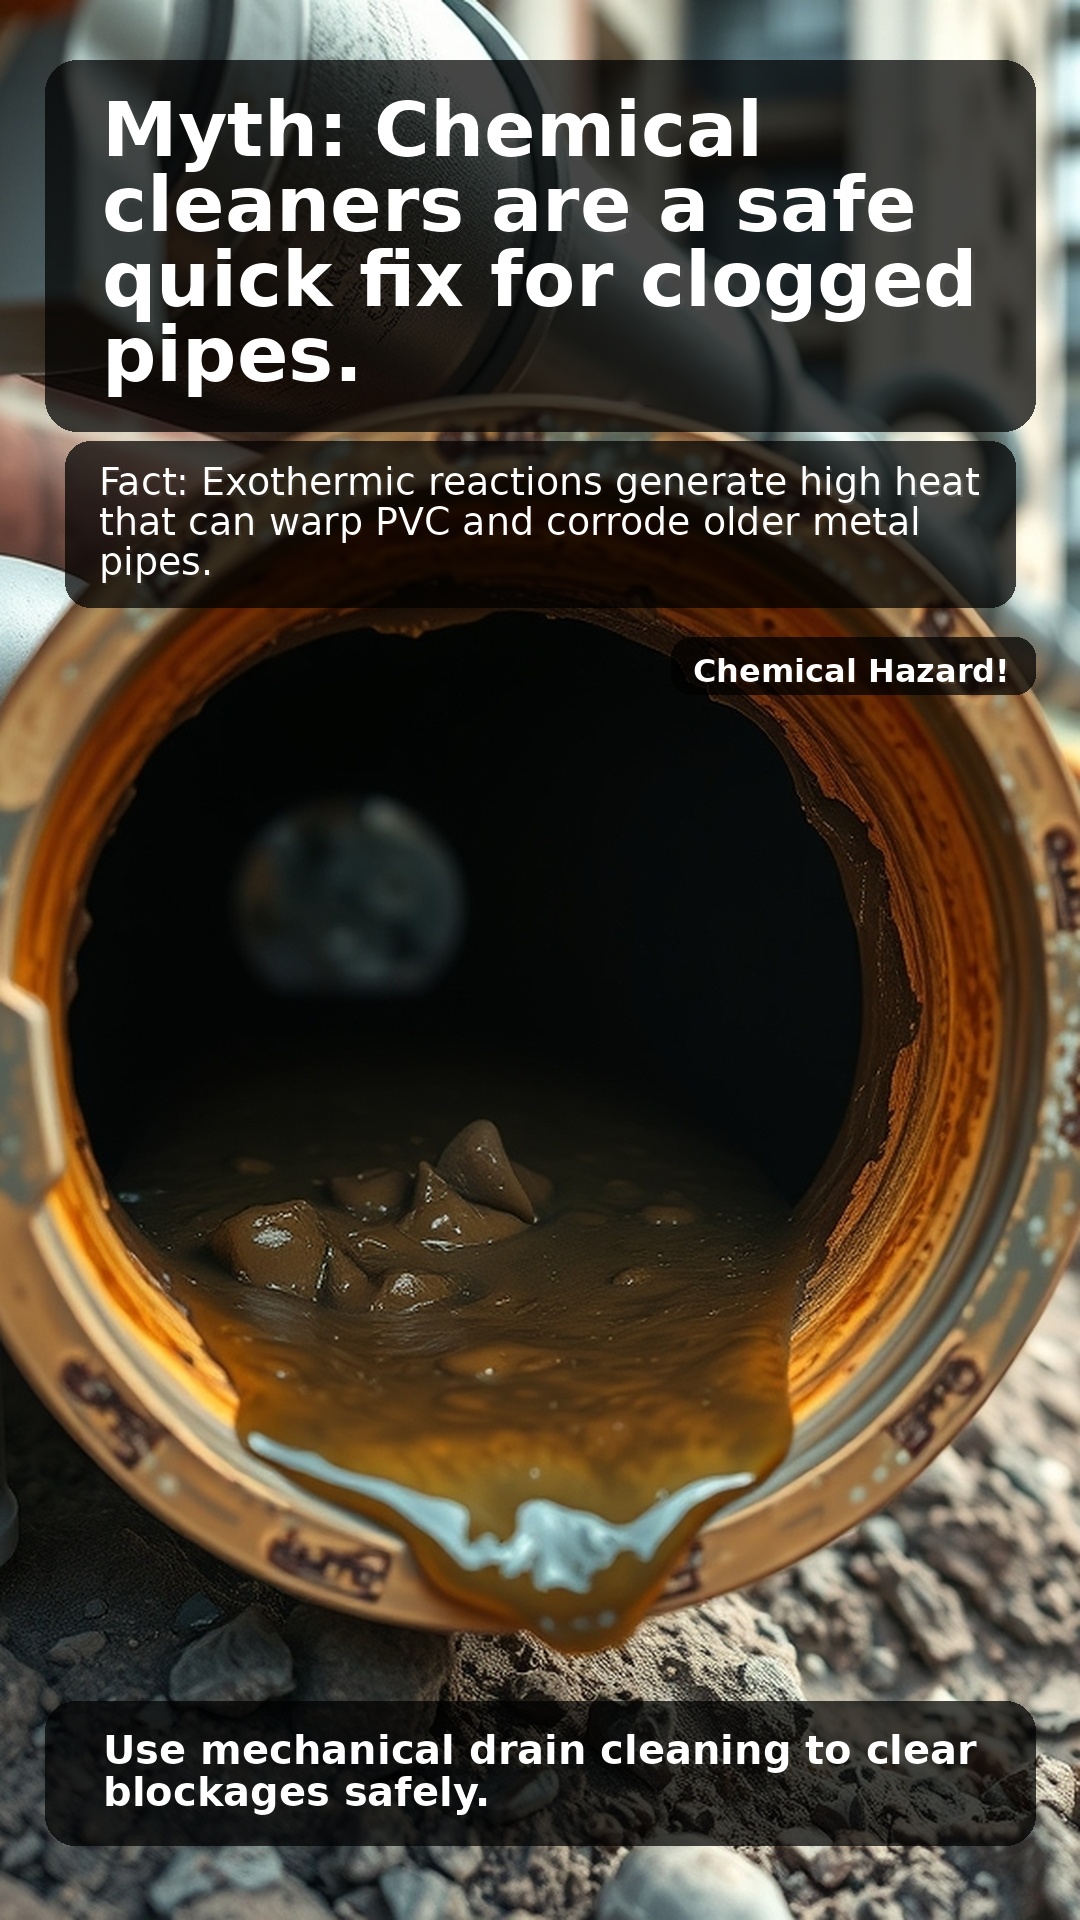 Myth: Chemical
cleaners are a safe
quick fix for clogged
pipes.
Fact: Exothermic reactions generate high heat
that can warp PVC and corrode older metal
pipes.
Chemical Hazard!
Use mechanical drain cleaning to clear
blockages safely.